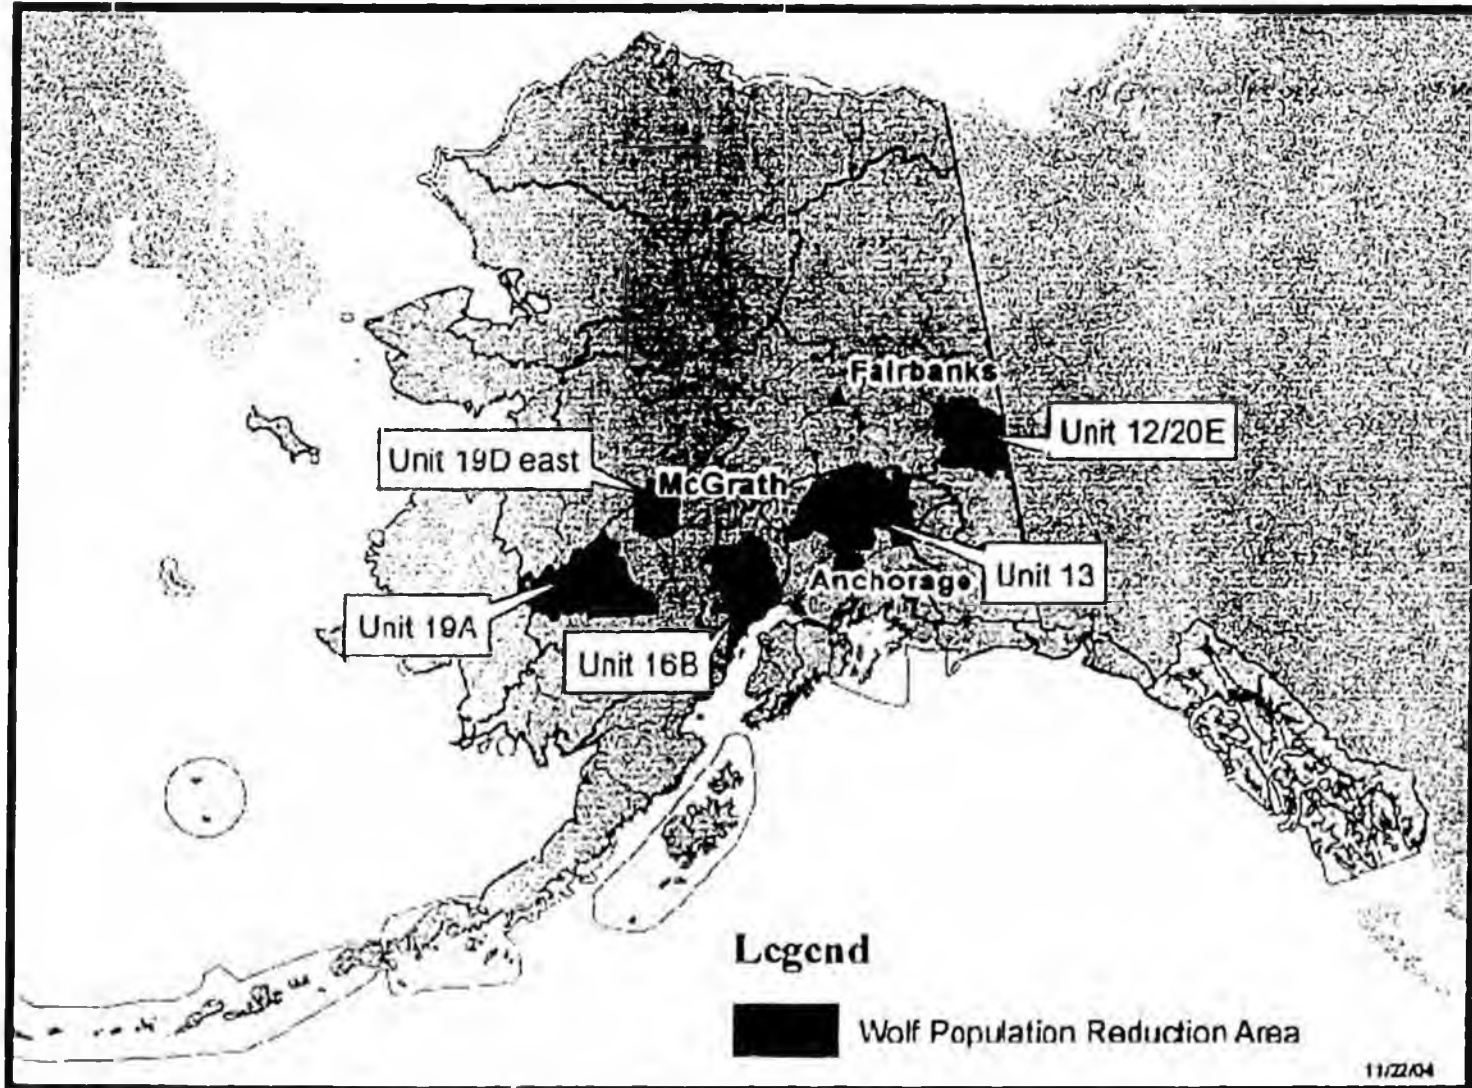 Fairbanks
Unit 12/20E
Unit 19D east
McGrath
Unit 13
Anchorage
Unit 19A
Unit 16B
Legend
Wolf Population Reduction Area
11/22/04